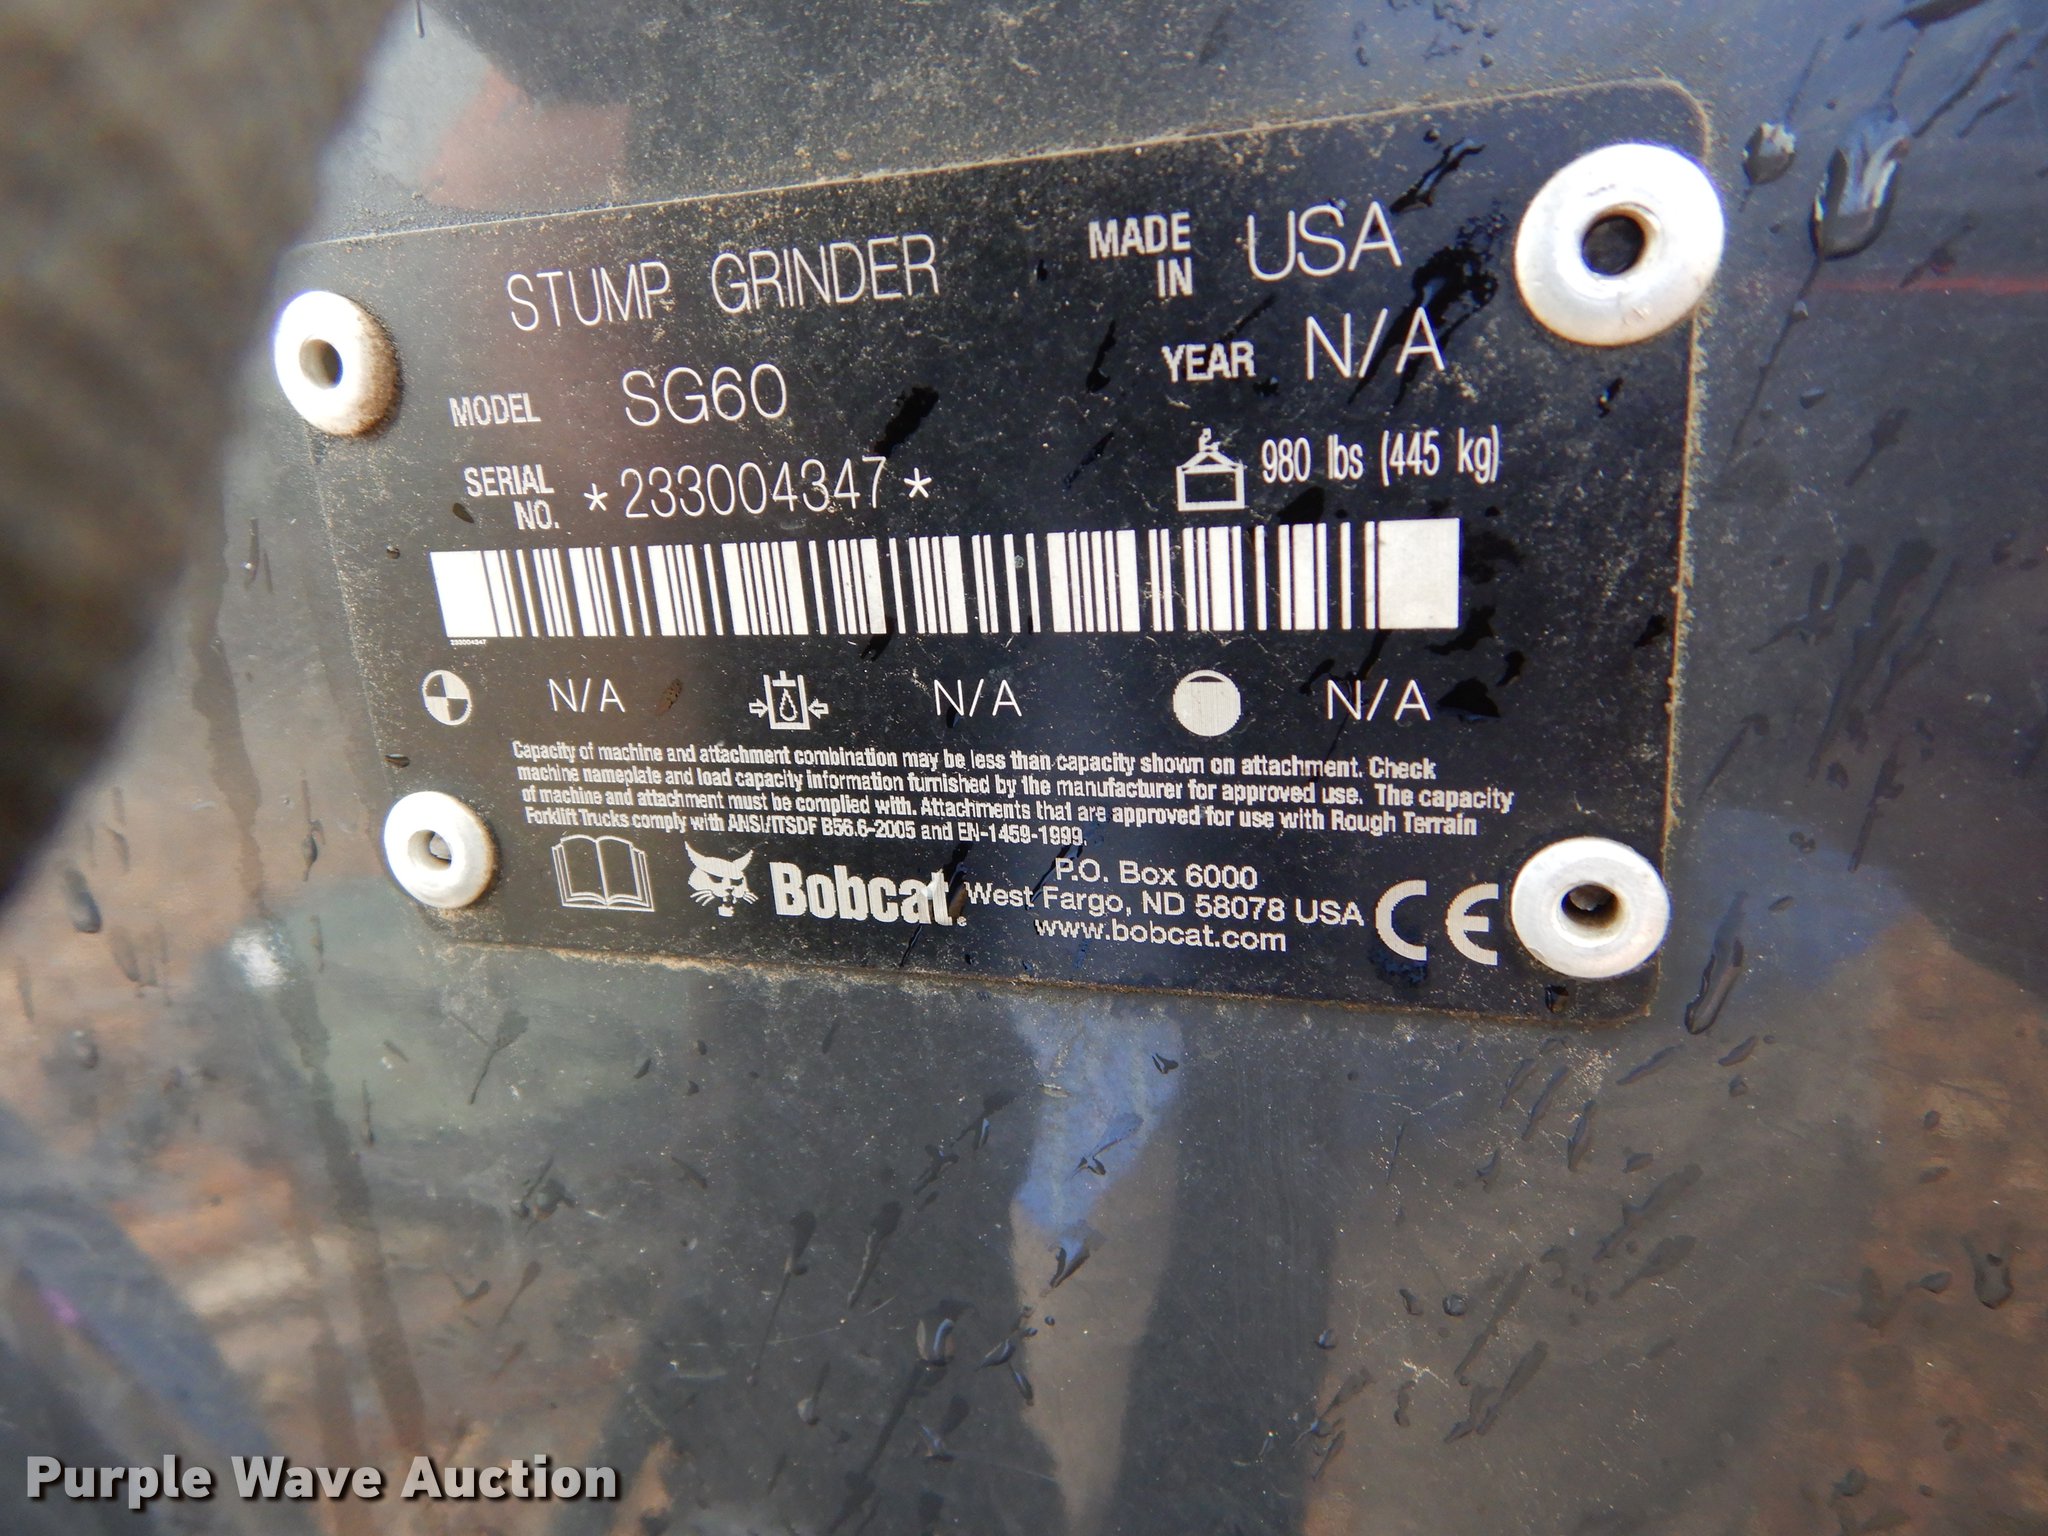 STUMP GRINDER
MADE IN USA
MODEL SG60
YEAR N/A
SERIAL NO. *233004347*
980 lbs (445 kg)
233004347
N/A N/A N/A
Capacity of machine and attachment combination may be less than capacity shown on attachment. Check
machine nameplate and load capacity information furnished by the manufacturer for approved use. The capacity
of machine and attachment must be complied with. Attachments that are approved for use with Rough Terrain
Forklift Trucks comply with ANSI/ITSDF B56.6-2005 and EN-1459-1999.
Bobcat®
P.O. Box 6000
West Fargo, ND 58078 USA
www.bobcat.com
CE
Purple Wave Auction